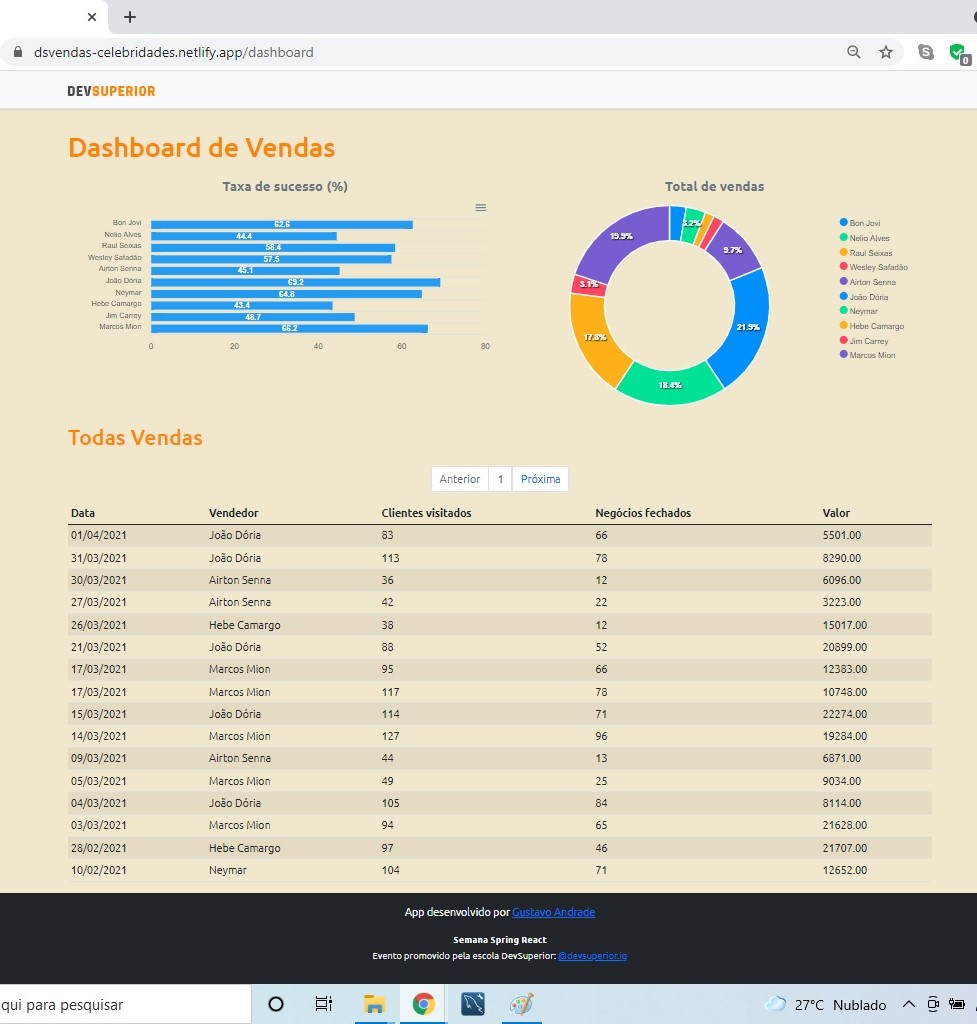 dsvendas-celebridades.netlify.app/dashboard
0
DEVSUPERIOR
Dashboard de Vendas
Taxa de sucesso (%)
Bon Jovi 62.6
Nelio Alves 44.4
Raul Seixas 58.4
Wesley Safadão 57.5
Airton Senna 45.1
João Dória 69.2
Neymar 64.8
Hebe Camargo 43.4
Jim Carrey 48.7
Marcos Mion 66.2
0 20 40 60 80
Total de vendas
3.2%
9.7%
21.9%
18.4%
17.8%
3.1%
19.9%
Bon Jovi
Nelio Alves
Raul Seixas
Wesley Safadão
Airton Senna
João Dória
Neymar
Hebe Camargo
Jim Carrey
Marcos Mion
Todas Vendas
Anterior 1 Próxima
Data Vendedor Clientes visitados Negócios fechados Valor
01/04/2021 João Dória 83 66 5501.00
31/03/2021 João Dória 113 78 8290.00
30/03/2021 Airton Senna 36 12 6096.00
27/03/2021 Airton Senna 42 22 3223.00
26/03/2021 Hebe Camargo 38 12 15017.00
21/03/2021 João Dória 88 52 20899.00
17/03/2021 Marcos Mion 95 66 12383.00
17/03/2021 Marcos Mion 117 78 10748.00
15/03/2021 João Dória 114 71 22274.00
14/03/2021 Marcos Mion 127 96 19284.00
09/03/2021 Airton Senna 44 13 6871.00
05/03/2021 Marcos Mion 49 25 9034.00
04/03/2021 João Dória 105 84 8114.00
03/03/2021 Marcos Mion 94 65 21628.00
28/02/2021 Hebe Camargo 97 46 21707.00
10/02/2021 Neymar 104 71 12652.00
App desenvolvido por Gustavo Andrade
Semana Spring React
Evento promovido pela escola DevSuperior: @devsuperior.ig
qui para pesquisar
27°C Nublado